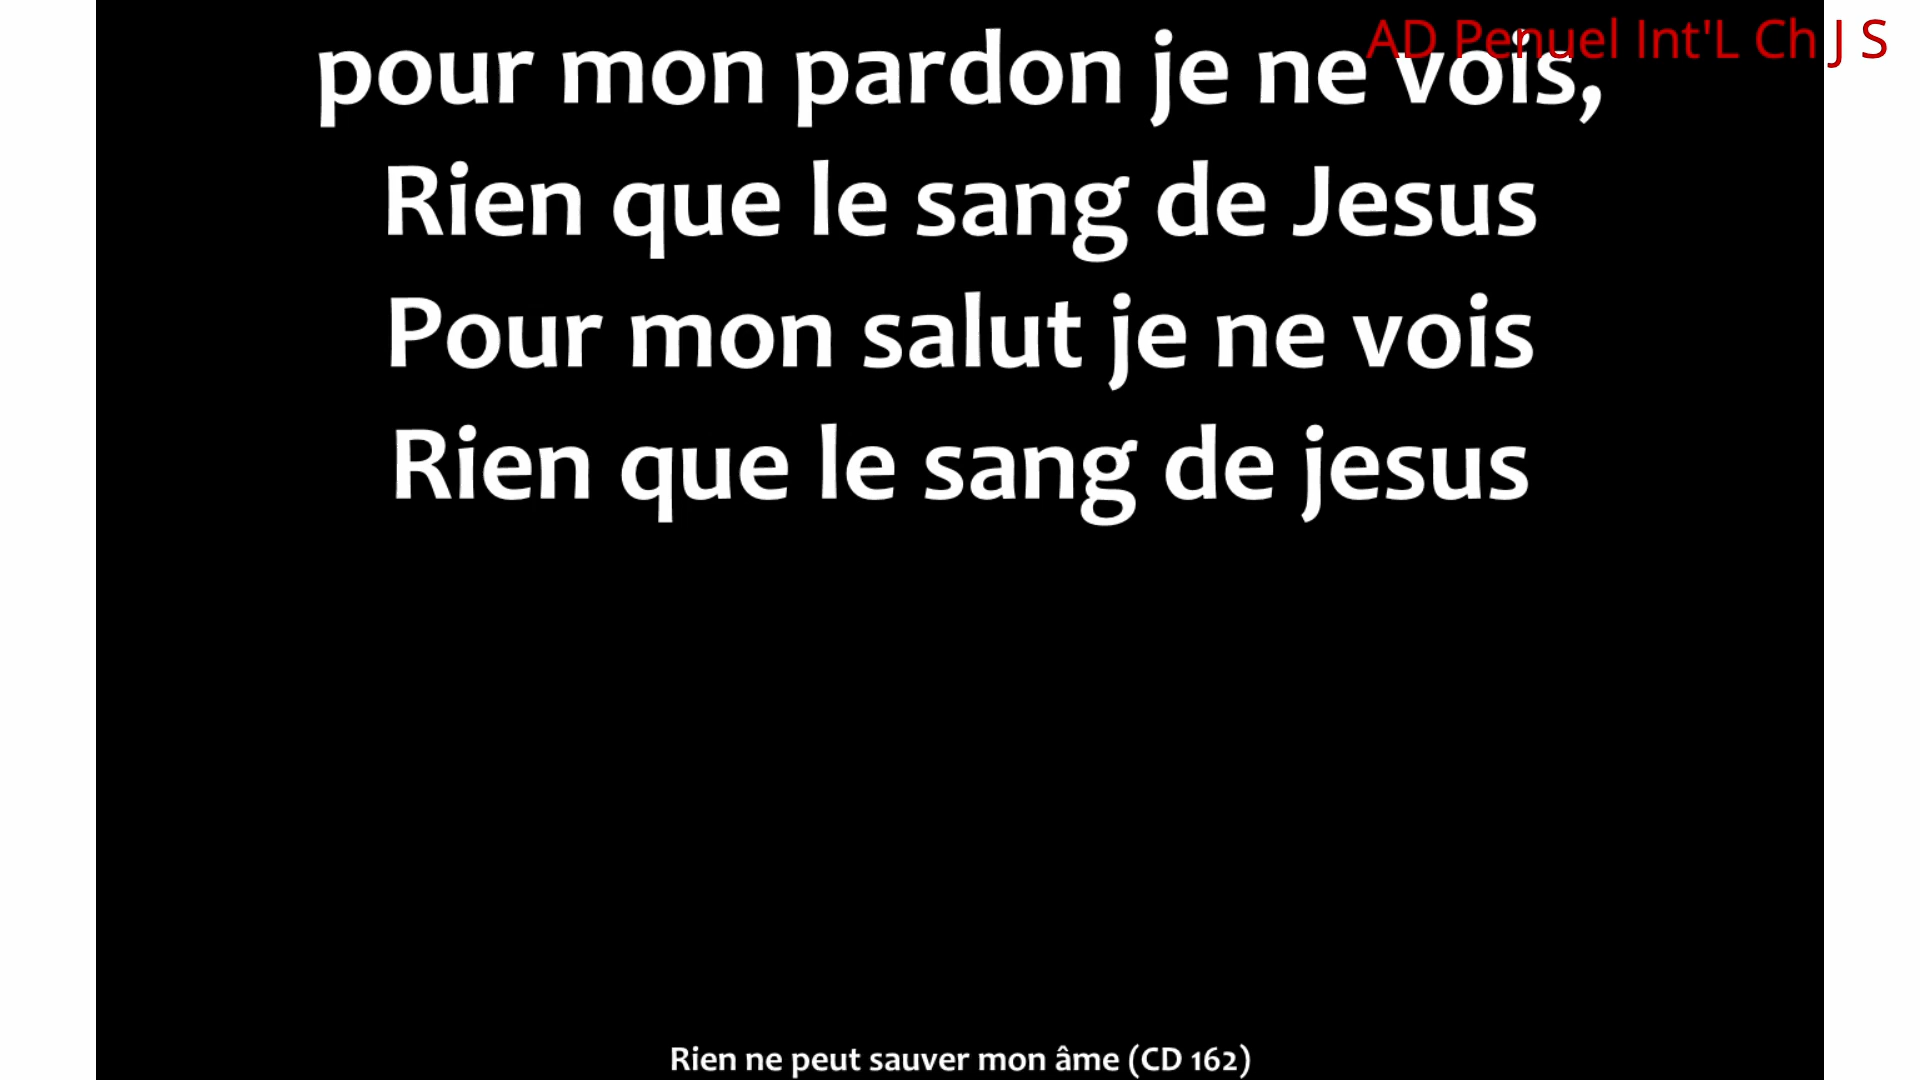 AD Penuel Int'L Ch J S
pour mon pardon je ne vois,
Rien que le sang de Jesus
Pour mon salut je ne vois
Rien que le sang de jesus
Rien ne peut sauver mon âme (CD 162)